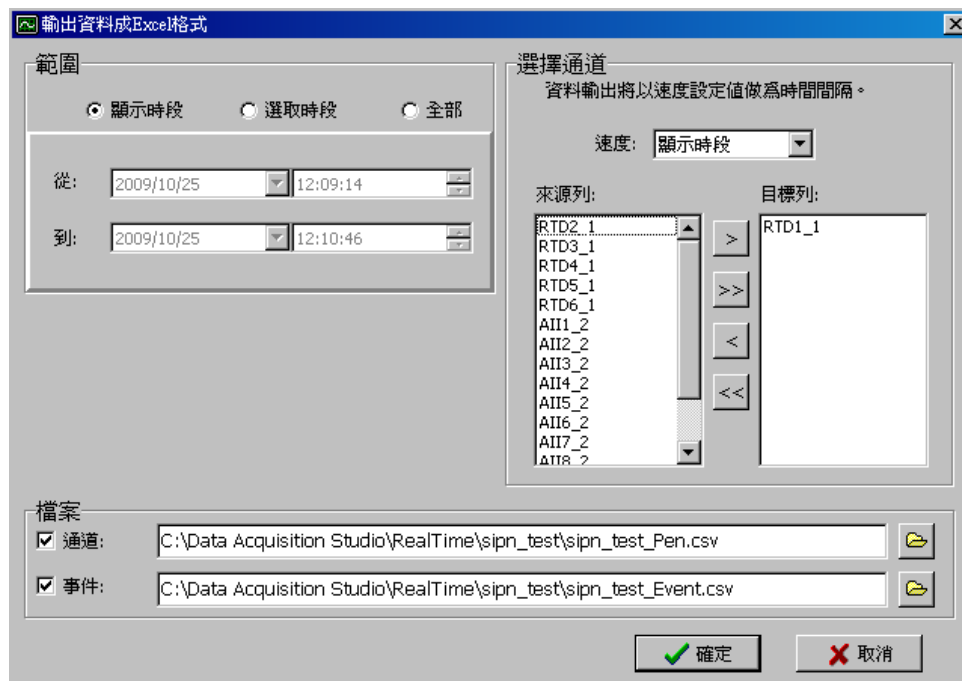 輸出資料成Excel格式
範圍
顯示時段
選取時段
全部
從:
2009/10/25
12:09:14
到:
2009/10/25
12:10:46
選擇通道
資料輸出將以速度設定值做為時間間隔。
速度:
顯示時段
來源列:
RTD2_1
RTD3_1
RTD4_1
RTD5_1
RTD6_1
AII1_2
AII2_2
AII3_2
AII4_2
AII5_2
AII6_2
AII7_2
AII8_2
>
>>
<
<<
目標列:
RTD1_1
檔案
通道:
C:\Data Acquisition Studio\RealTime\sipn_test\sipn_test_Pen.csv
事件:
C:\Data Acquisition Studio\RealTime\sipn_test\sipn_test_Event.csv
確定
取消